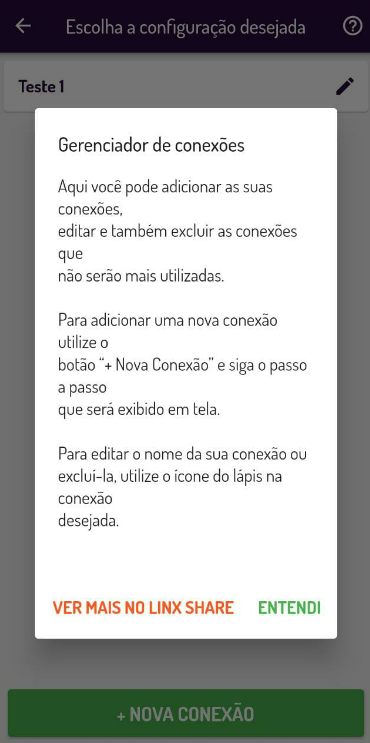 Escolha a configuração desejada
Teste 1
Gerenciador de conexões
Aqui você pode adicionar as suas
conexões,
editar e também excluir as conexões
que
não serão mais utilizadas.
Para adicionar uma nova conexão
utilize o
botão “+ Nova Conexão” e siga o passo
a passo
que será exibido em tela.
Para editar o nome da sua conexão ou
excluí-la, utilize o ícone do lápis na
conexão
desejada.
VER MAIS NO LINX SHARE ENTENDI
+ NOVA CONEXÃO